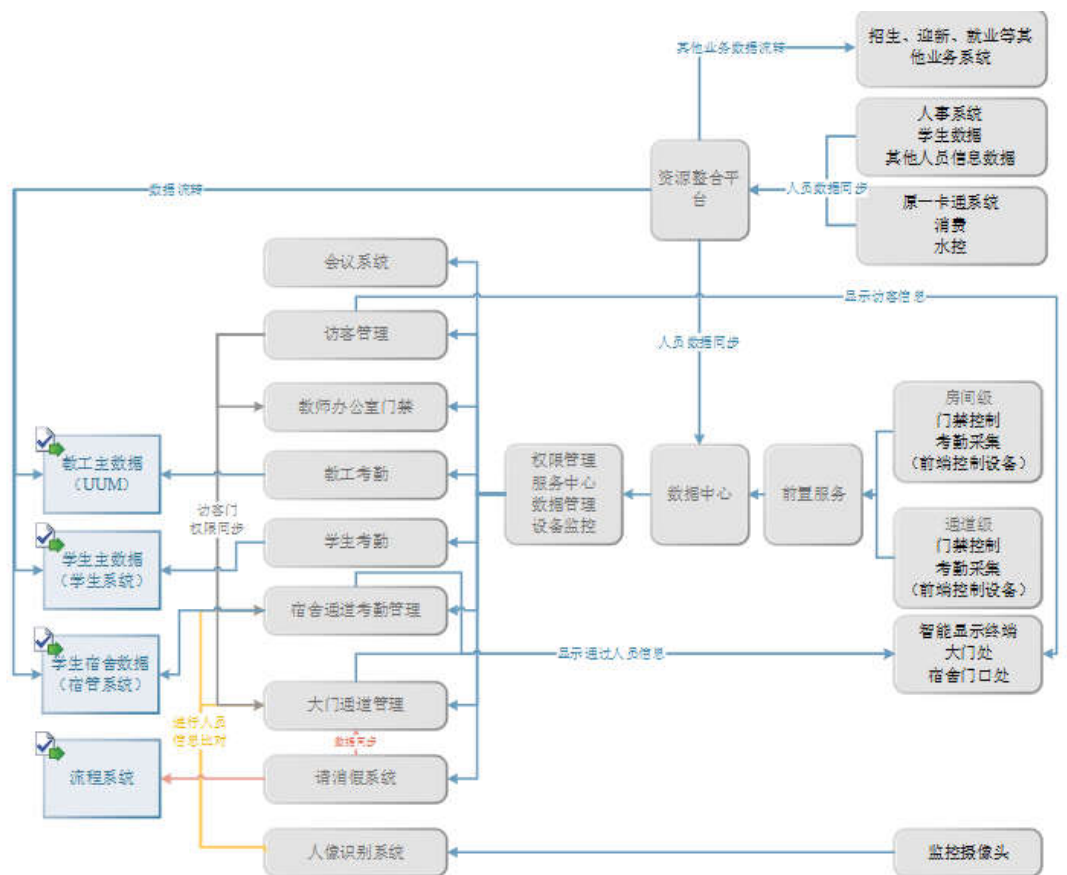 招生、迎新、就业等其
他业务系统
其他业务数据流转
人事系统
学生数据
其他人员信息数据
资源整合平
台
人员数据同步
数据流转
原一卡通系统
消费
水控
会议系统
显示访客信息
访客管理
人员数据同步
教师办公室门禁
房间级
门禁控制
考勤采集
(前端控制设备)
教工主数据
(UUM)
教工考勤
权限管理
服务中心
数据管理
设备监控
数据中心
前置服务
访客门
权限同步
学生考勤
通道级
门禁控制
考勤采集
(前端控制设备)
学生主数据
(学生系统)
宿舍通道考勤管理
智能显示终端
大门处
宿舍门口处
显示通过人员信息
学生宿舍数据
(宿管系统)
大门通道管理
进行人员
信息比对
数据同步
流程系统
请消假系统
人像识别系统
监控摄像头